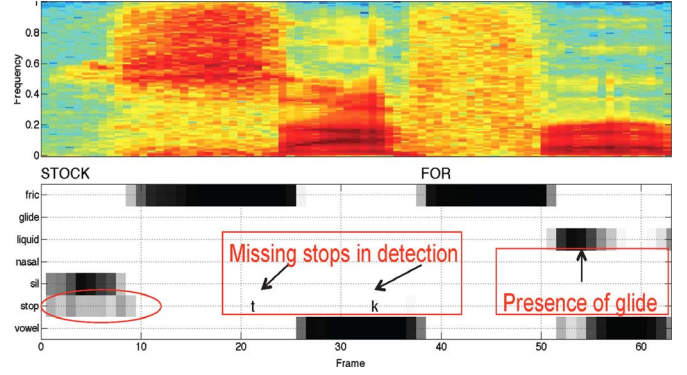 1
0.8
0.6
0.4
0.2
0
Frequency
STOCK FOR
fric
glide
liquid
nasal
sil
stop
vowel
Missing stops in detection
t k
Presence of glide
0 10 20 30 40 50 60
Frame